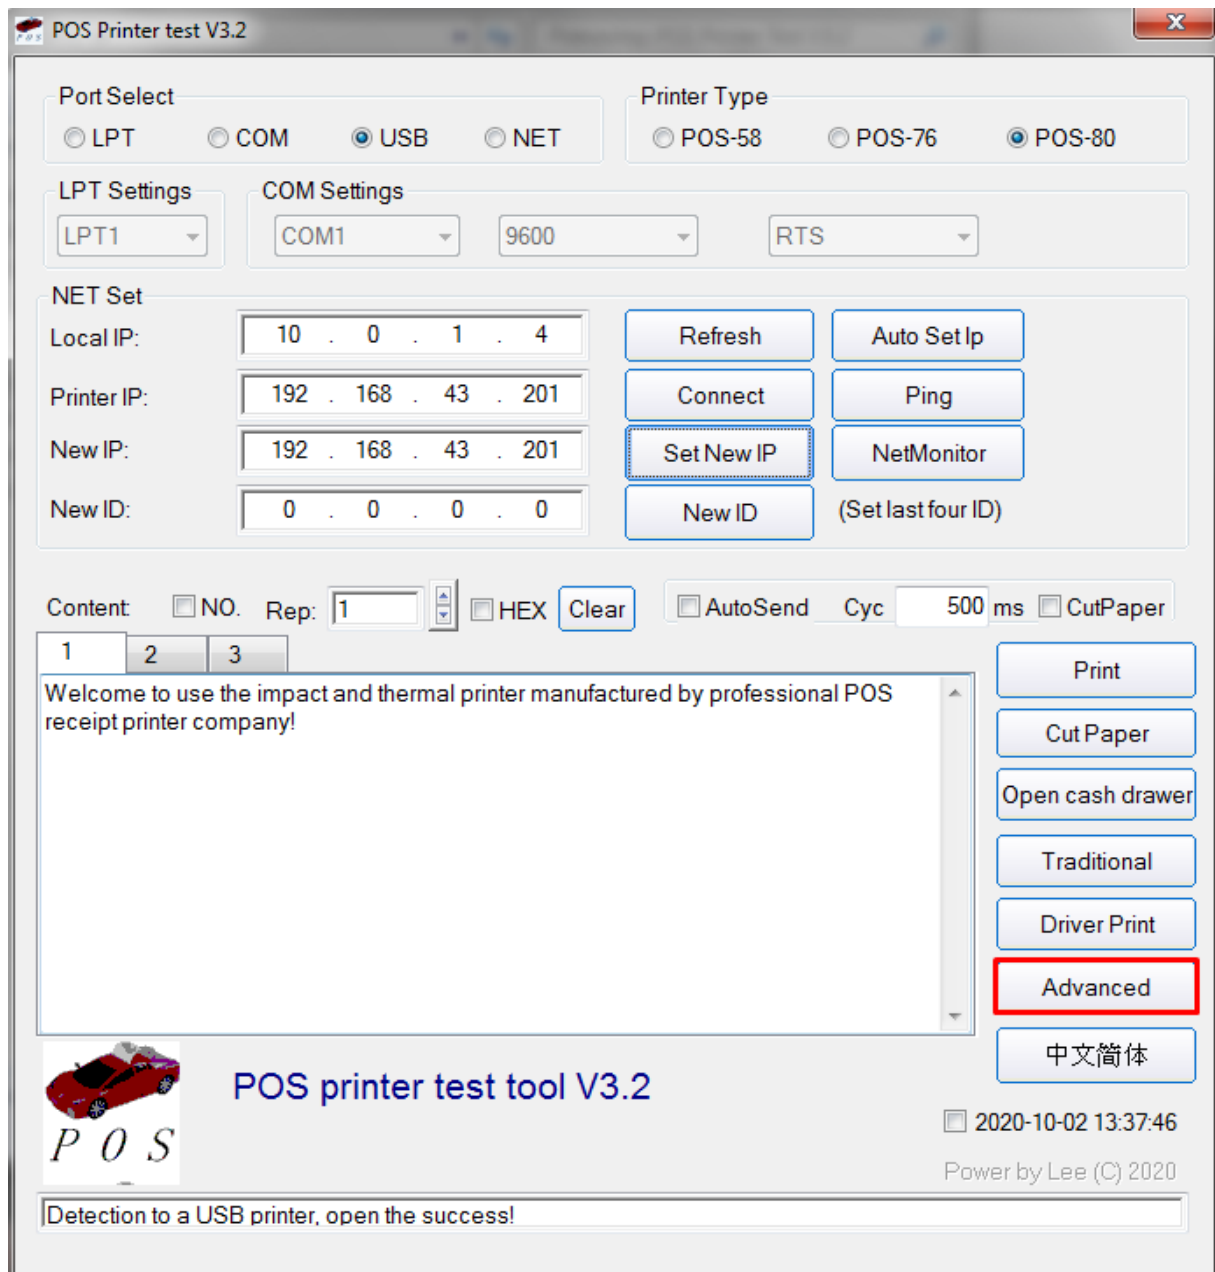 POS Printer test V3.2
Port Select
Printer Type
LPT COM USB NET
POS-58 POS-76 POS-80
LPT Settings
COM Settings
LPT1
COM1 9600 RTS
NET Set
Local IP: 10 . 0 . 1 . 4 Refresh Auto Set Ip
Printer IP: 192 . 168 . 43 . 201 Connect Ping
New IP: 192 . 168 . 43 . 201 Set New IP NetMonitor
New ID: 0 . 0 . 0 . 0 New ID (Set last four ID)
Content: NO. Rep: 1 HEX Clear AutoSend Cyc 500 ms CutPaper
1 2 3
Welcome to use the impact and thermal printer manufactured by professional POS
receipt printer company!
Print
Cut Paper
Open cash drawer
Traditional
Driver Print
Advanced
中文简体
POS printer test tool V3.2
POS
2020-10-02 13:37:46
Power by Lee (C) 2020
Detection to a USB printer, open the success!